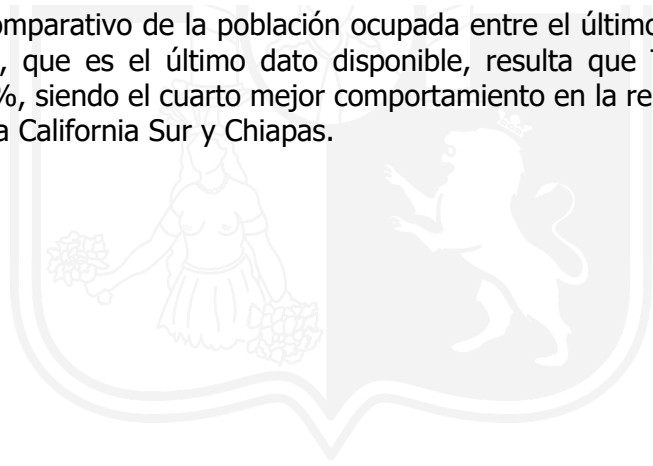 omparativo de la población ocupada entre el último
, que es el último dato disponible, resulta que
%, siendo el cuarto mejor comportamiento en la re
a California Sur y Chiapas.